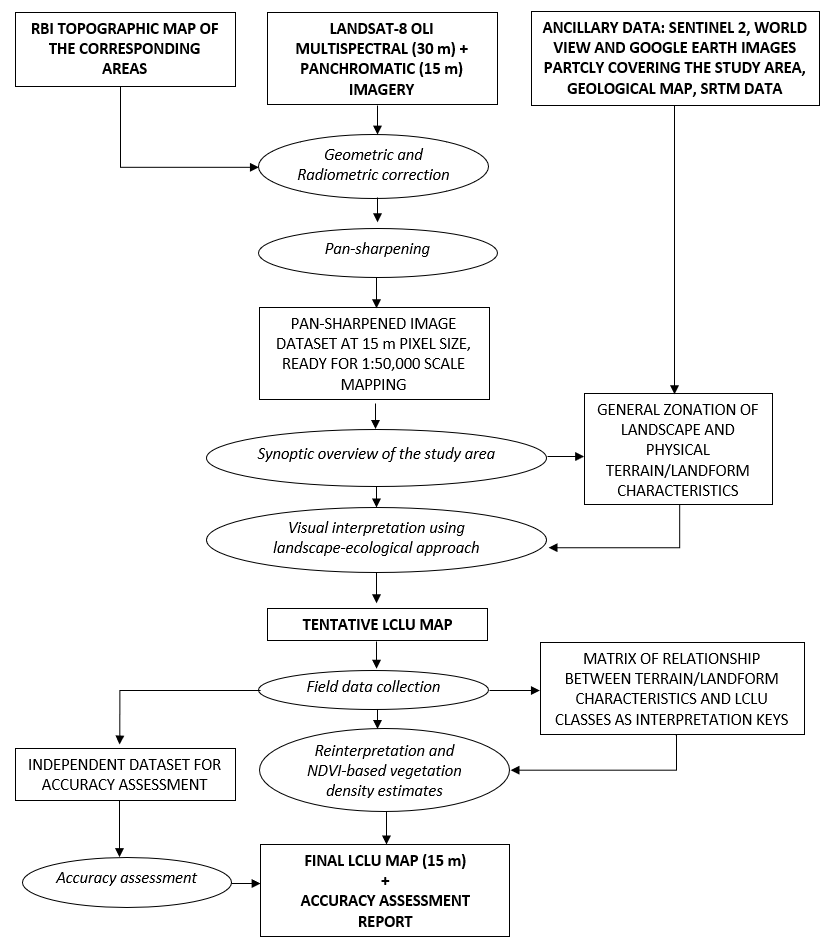 RBI TOPOGRAPHIC MAP OF
THE CORRESPONDING
AREAS
LANDSAT-8 OLI
MULTISPECTRAL (30 m) +
PANCHROMATIC (15 m)
IMAGERY
ANCILLARY DATA: SENTINEL 2, WORLD
VIEW AND GOOGLE EARTH IMAGES
PARTCLY COVERING THE STUDY AREA,
GEOLOGICAL MAP, SRTM DATA
Geometric and
Radiometric correction
Pan-sharpening
PAN-SHARPENED IMAGE
DATASET AT 15 m PIXEL SIZE,
READY FOR 1:50,000 SCALE
MAPPING
GENERAL ZONATION OF
LANDSCAPE AND
PHYSICAL
TERRAIN/LANDFORM
CHARACTERISTICS
Synoptic overview of the study area
Visual interpretation using
landscape-ecological approach
TENTATIVE LCLU MAP
Field data collection
MATRIX OF RELATIONSHIP
BETWEEN TERRAIN/LANDFORM
CHARACTERISTICS AND LCLU
CLASSES AS INTERPRETATION KEYS
INDEPENDENT DATASET FOR
ACCURACY ASSESSMENT
Reinterpretation and
NDVI-based vegetation
density estimates
Accuracy assessment
FINAL LCLU MAP (15 m)
+
ACCURACY ASSESSMENT
REPORT